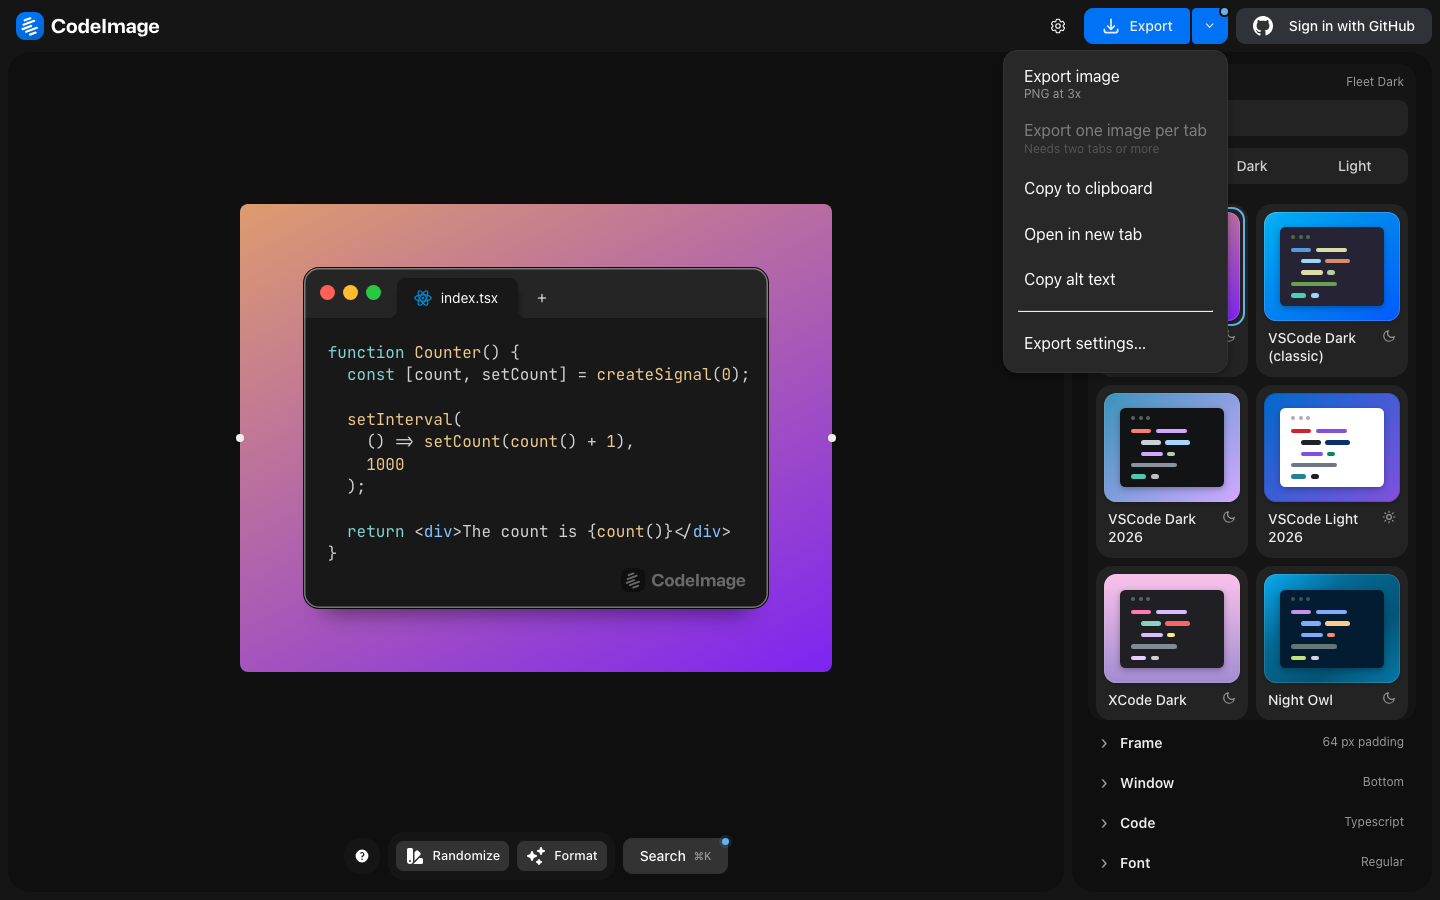 CodeImage
Export
Sign in with GitHub
Export image
PNG at 3x
Export one image per tab
Needs two tabs or more
Copy to clipboard
Open in new tab
Copy alt text
Export settings...
Fleet Dark
Dark
Light
index.tsx
+
function Counter() {
  const [count, setCount] = createSignal(0);
  setInterval(
    () => setCount(count() + 1),
    1000
  );
  return <div>The count is {count()}</div>
}
CodeImage
VSCode Dark
(classic)
VSCode Dark
2026
VSCode Light
2026
XCode Dark
Night Owl
Frame
64 px padding
Window
Bottom
Code
Typescript
Font
Regular
?
Randomize
Format
Search ⌘K